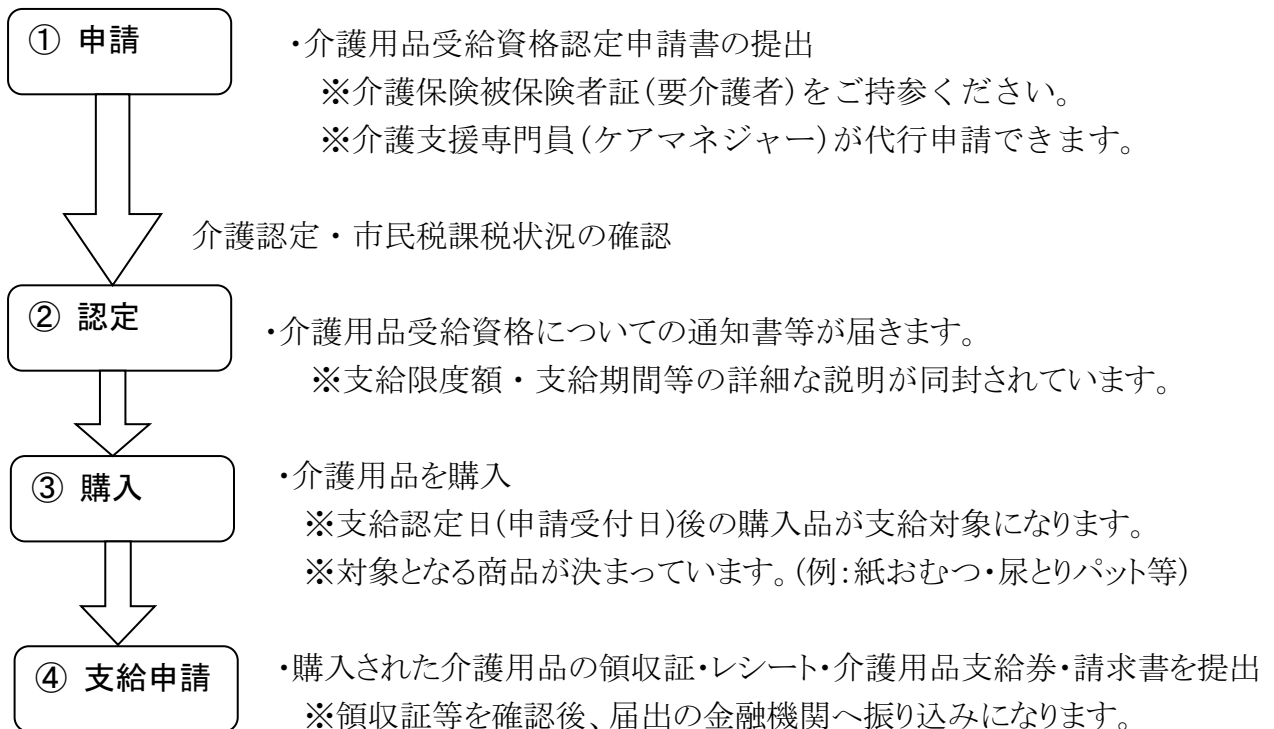 ① 申請
・介護用品受給資格認定申請書の提出
※介護保険被保険者証(要介護者)をご持参ください。
※介護支援専門員(ケアマネジャー)が代行申請できます。
介護認定・市民税課税状況の確認
② 認定
・介護用品受給資格についての通知書等が届きます。
※支給限度額・支給期間等の詳細な説明が同封されています。
③ 購入
・介護用品を購入
※支給認定日(申請受付日)後の購入品が支給対象になります。
※対象となる商品が決まっています。(例:紙おむつ・尿とりパット等)
④ 支給申請
・購入された介護用品の領収証・レシート・介護用品支給券・請求書を提出
※領収証等を確認後、届出の金融機関へ振り込みになります。